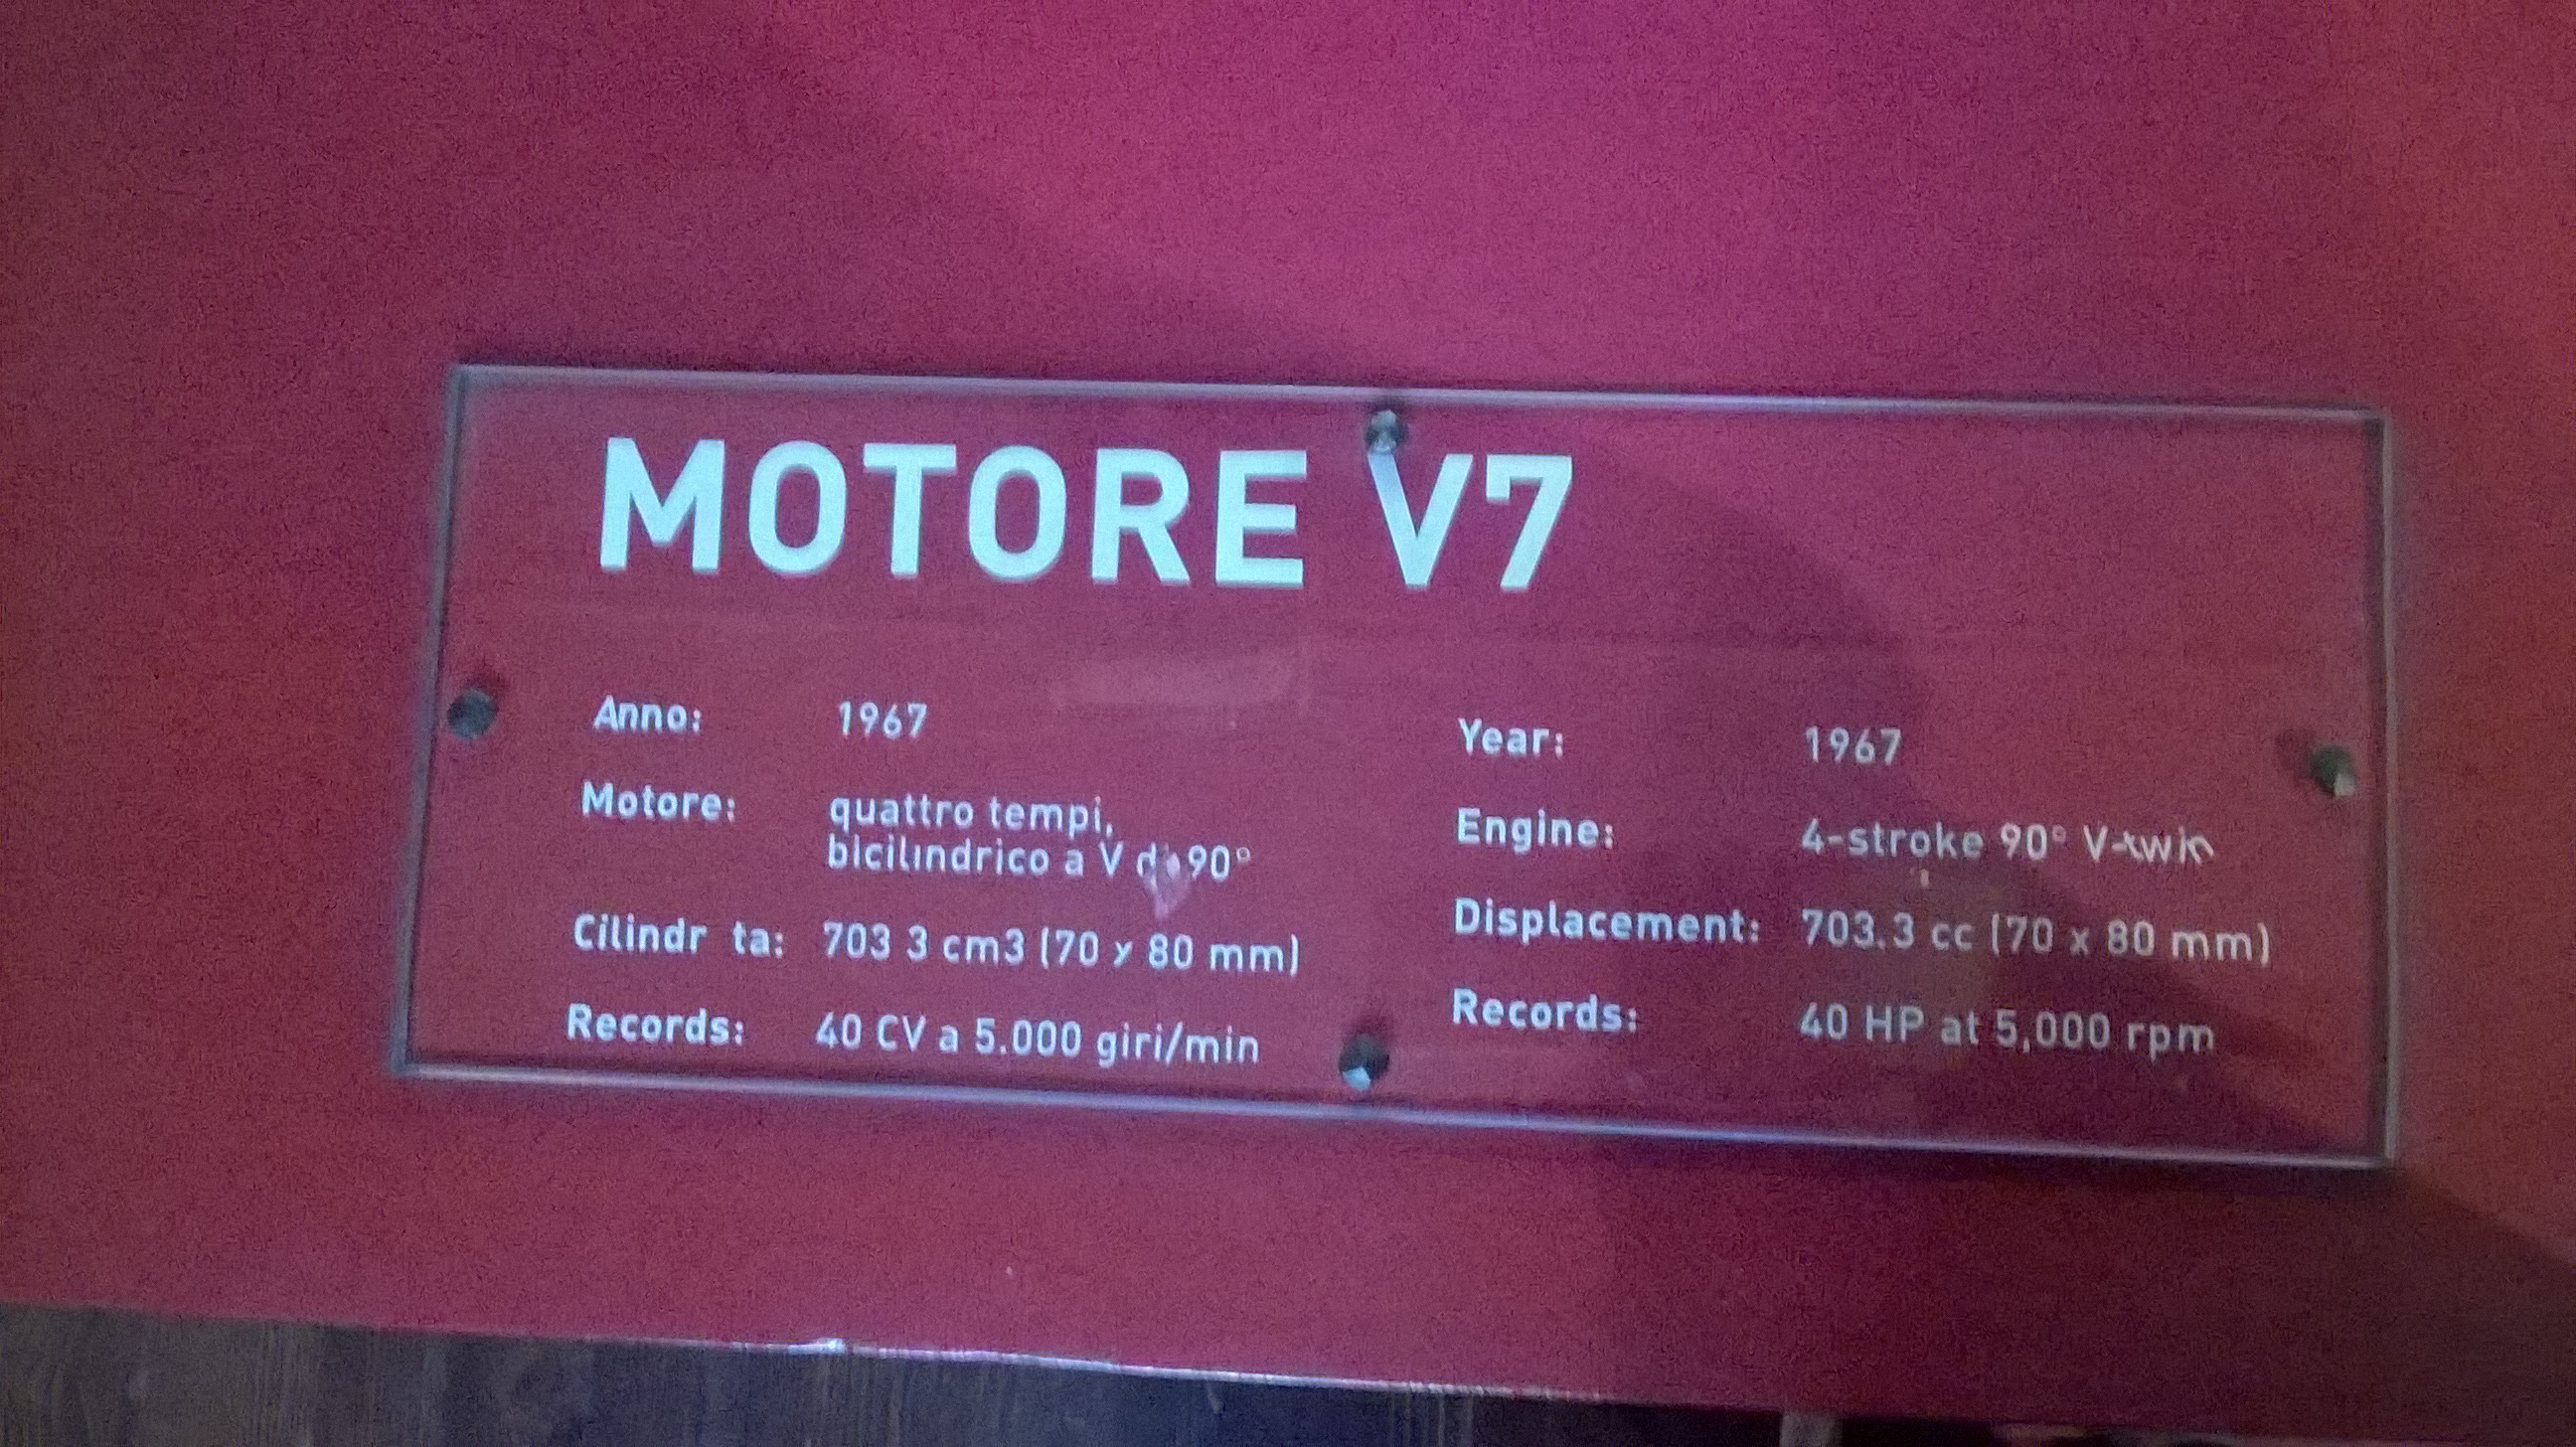 MOTORE V7
Anno: 1967
Motore: quattro tempi,
bicilindrico a V di 90°
Cilindr ta: 703 3 cm3 (70 x 80 mm)
Records: 40 CV a 5.000 giri/min
Year: 1967
Engine: 4-stroke 90° V-twin
Displacement: 703.3 cc (70 x 80 mm)
Records: 40 HP at 5,000 rpm